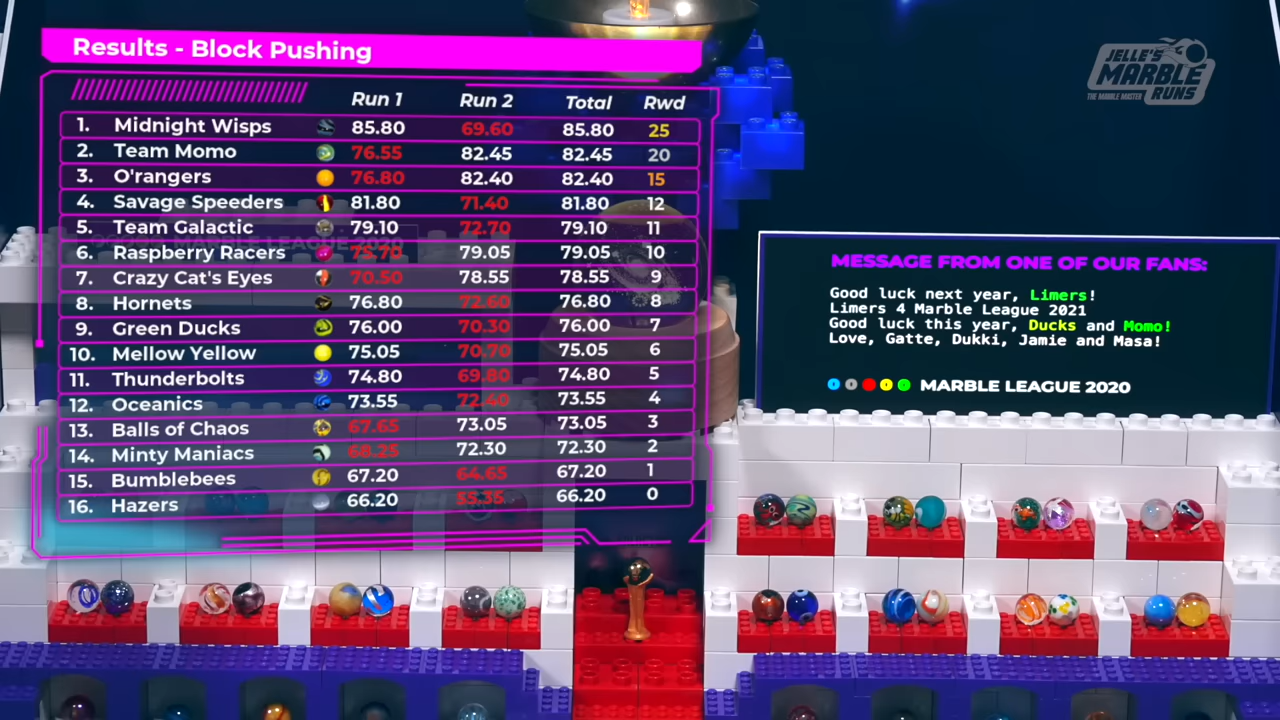 Results - Block Pushing
Run 1 Run 2 Total Rwd
1. Midnight Wisps 85.80 69.60 85.80 25
2. Team Momo 76.55 82.45 82.45 20
3. O'rangers 76.80 82.40 82.40 15
4. Savage Speeders 81.80 71.40 81.80 12
5. Team Galactic 79.10 72.70 79.10 11
6. Raspberry Racers 75.70 79.05 79.05 10
7. Crazy Cat's Eyes 70.50 78.55 78.55 9
8. Hornets 76.80 72.60 76.80 8
9. Green Ducks 76.00 70.30 76.00 7
10. Mellow Yellow 75.05 70.70 75.05 6
11. Thunderbolts 74.80 69.80 74.80 5
12. Oceanics 73.55 72.40 73.55 4
13. Balls of Chaos 67.65 73.05 73.05 3
14. Minty Maniacs 68.25 72.30 72.30 2
15. Bumblebees 67.20 64.65 67.20 1
16. Hazers 66.20 55.35 66.20 0
JELLE'S
MARBLE
RUNS
THE MARBLE MASTER
MESSAGE FROM ONE OF OUR FANS:
Good luck next year, Limers!
Limers 4 Marble League 2021
Good luck this year, Ducks and Momo!
Love, Gatte, Dukki, Jamie and Masa!
MARBLE LEAGUE 2020
MARBLE LEAGUE 2020